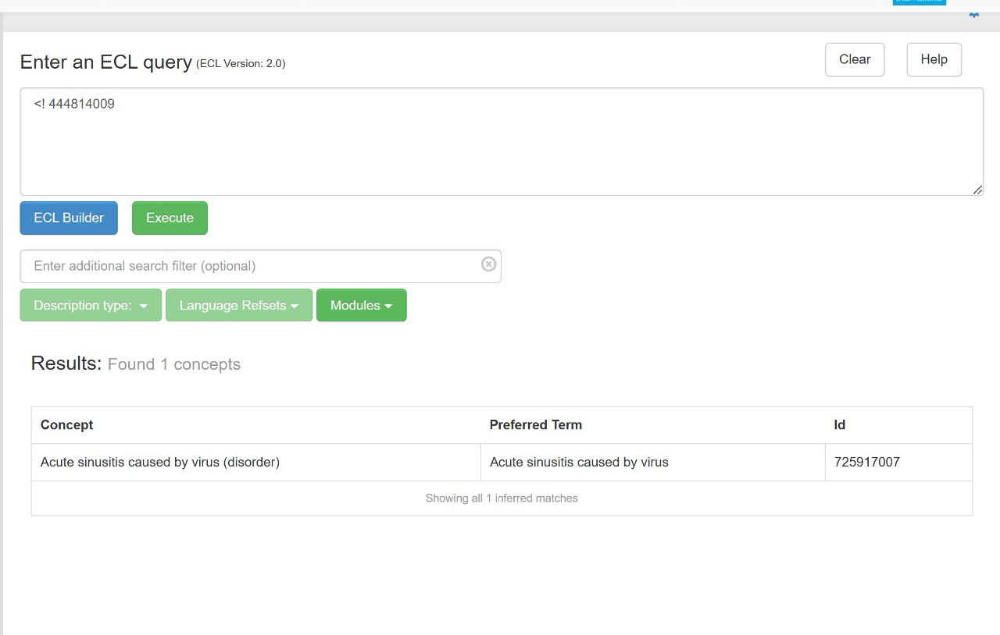 Enter an ECL query (ECL Version: 2.0)
Clear
Help
<! 444814009
ECL Builder
Execute
Enter additional search filter (optional)
Description type:
Language Refsets
Modules
Results: Found 1 concepts
Concept Preferred Term Id
Acute sinusitis caused by virus (disorder) Acute sinusitis caused by virus 725917007
Showing all 1 inferred matches